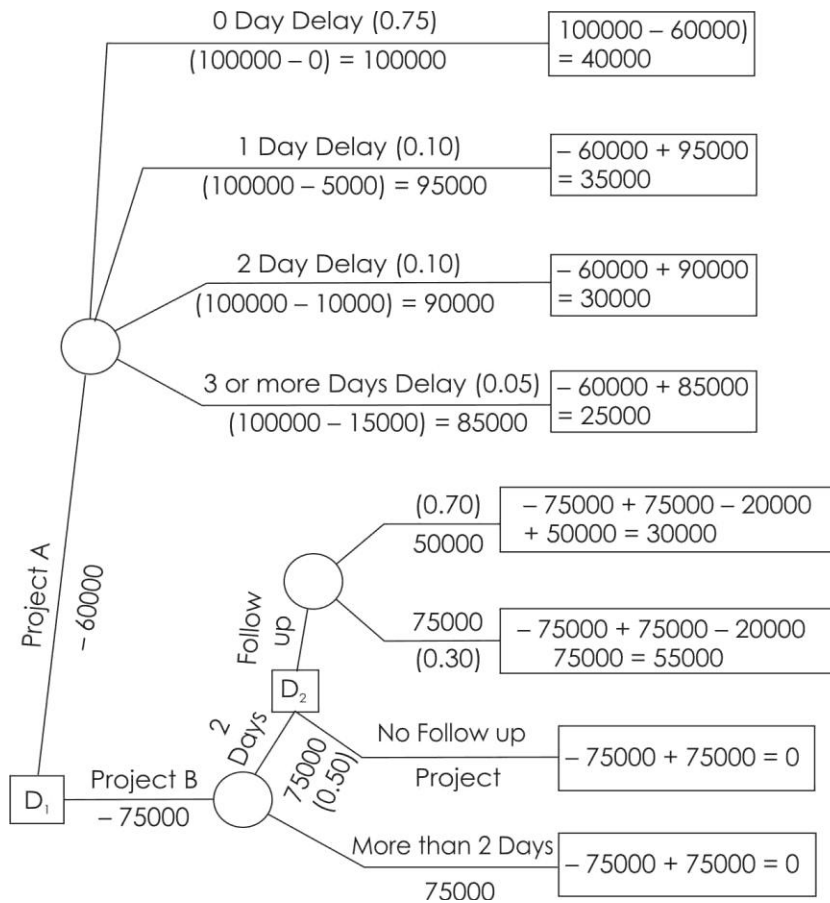 0 Day Delay (0.75)
(100000 – 0) = 100000
100000 – 60000)
= 40000
1 Day Delay (0.10)
(100000 – 5000) = 95000
– 60000 + 95000
= 35000
2 Day Delay (0.10)
(100000 – 10000) = 90000
– 60000 + 90000
= 30000
3 or more Days Delay (0.05)
(100000 – 15000) = 85000
– 60000 + 85000
= 25000
Project A
– 60000
(0.70)
50000
– 75000 + 75000 – 20000
+ 50000 = 30000
Follow
up
75000
(0.30)
– 75000 + 75000 – 20000
75000 = 55000
D₂
2
Days
75000
(0.50)
No Follow up
Project
– 75000 + 75000 = 0
D₁
Project B
– 75000
More than 2 Days
75000
– 75000 + 75000 = 0